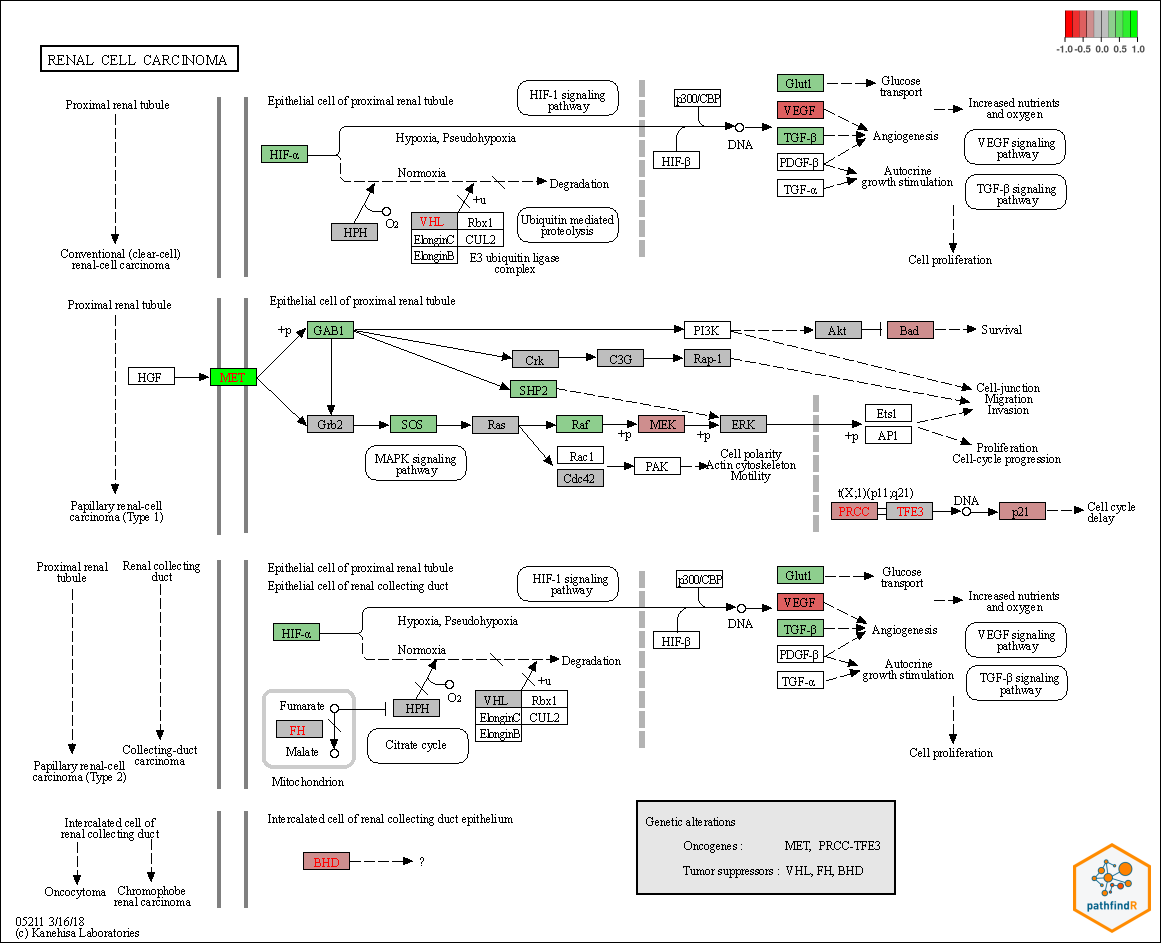 -1.0 -0.5 0.0 0.5 1.0
RENAL CELL CARCINOMA
Proximal renal tubule
Conventional (clear-cell)
renal-cell carcinoma
Epithelial cell of proximal renal tubule
HIF-1 signaling
pathway
HIF-α
Hypoxia, Pseudohypoxia
Normoxia
Degradation
HPH
O2
+u
VHL
Rbx1
ElonginC
CUL2
ElonginB
E3 ubiquitin ligase
complex
Ubiquitin mediated
proteolysis
p300/CBP
HIF-β
DNA
Glut1
VEGF
TGF-β
PDGF-β
TGF-α
Glucose
transport
Angiogenesis
Autocrine
growth stimulation
Increased nutrients
and oxygen
VEGF signaling
pathway
TGF-β signaling
pathway
Cell proliferation
Proximal renal tubule
Papillary renal-cell
carcinoma (Type 1)
Epithelial cell of proximal renal tubule
HGF
MET
+p
GAB1
PI3K
Akt
Bad
Survival
Crk
C3G
Rap-1
SHP2
Cell-junction
Migration
Invasion
Grb2
SOS
Ras
Raf
+p
MEK
+p
ERK
+p
Ets1
AP1
Proliferation
Cell-cycle progression
MAPK signaling
pathway
Rac1
Cdc42
PAK
Cell polarity
Actin cytoskeleton
Motility
t(X;1)(p11;q21)
PRCC
TFE3
DNA
p21
Cell cycle
delay
Proximal renal
tubule
Renal collecting
duct
Papillary renal-cell
carcinoma (Type 2)
Collecting-duct
carcinoma
Epithelial cell of proximal renal tubule
Epithelial cell of renal collecting duct
HIF-1 signaling
pathway
HIF-α
Hypoxia, Pseudohypoxia
Normoxia
Degradation
Fumarate
FH
Malate
Mitochondrion
HPH
O2
Citrate cycle
+u
VHL
Rbx1
ElonginC
CUL2
ElonginB
p300/CBP
HIF-β
DNA
Glut1
VEGF
TGF-β
PDGF-β
TGF-α
Glucose
transport
Angiogenesis
Autocrine
growth stimulation
Increased nutrients
and oxygen
VEGF signaling
pathway
TGF-β signaling
pathway
Cell proliferation
Intercalated cell of
renal collecting duct
Oncocytoma
Chromophobe
renal carcinoma
Intercalated cell of renal collecting duct epithelium
BHD
?
Genetic alterations
Oncogenes : MET, PRCC-TFE3
Tumor suppressors : VHL, FH, BHD
pathfindR
05211 3/16/18
(c) Kanehisa Laboratories